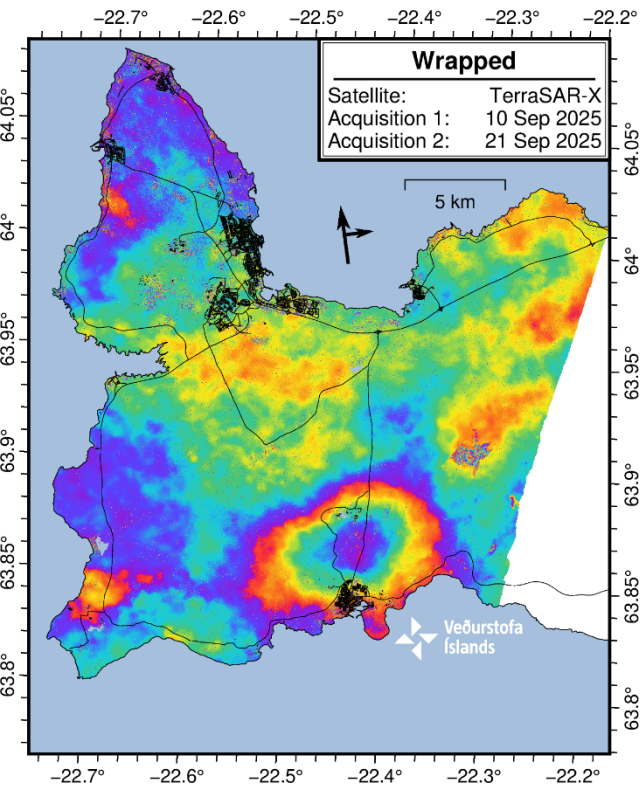 −22.7° −22.6° −22.5° −22.4° −22.3° −22.2°
Wrapped
Satellite: TerraSAR-X
Acquisition 1: 10 Sep 2025
Acquisition 2: 21 Sep 2025
5 km
64.05° 64.05°
64° 64°
63.95° 63.95°
63.9° 63.9°
63.85° 63.85°
63.8° 63.8°
Veðurstofa
Íslands
−22.7° −22.6° −22.5° −22.4° −22.3° −22.2°